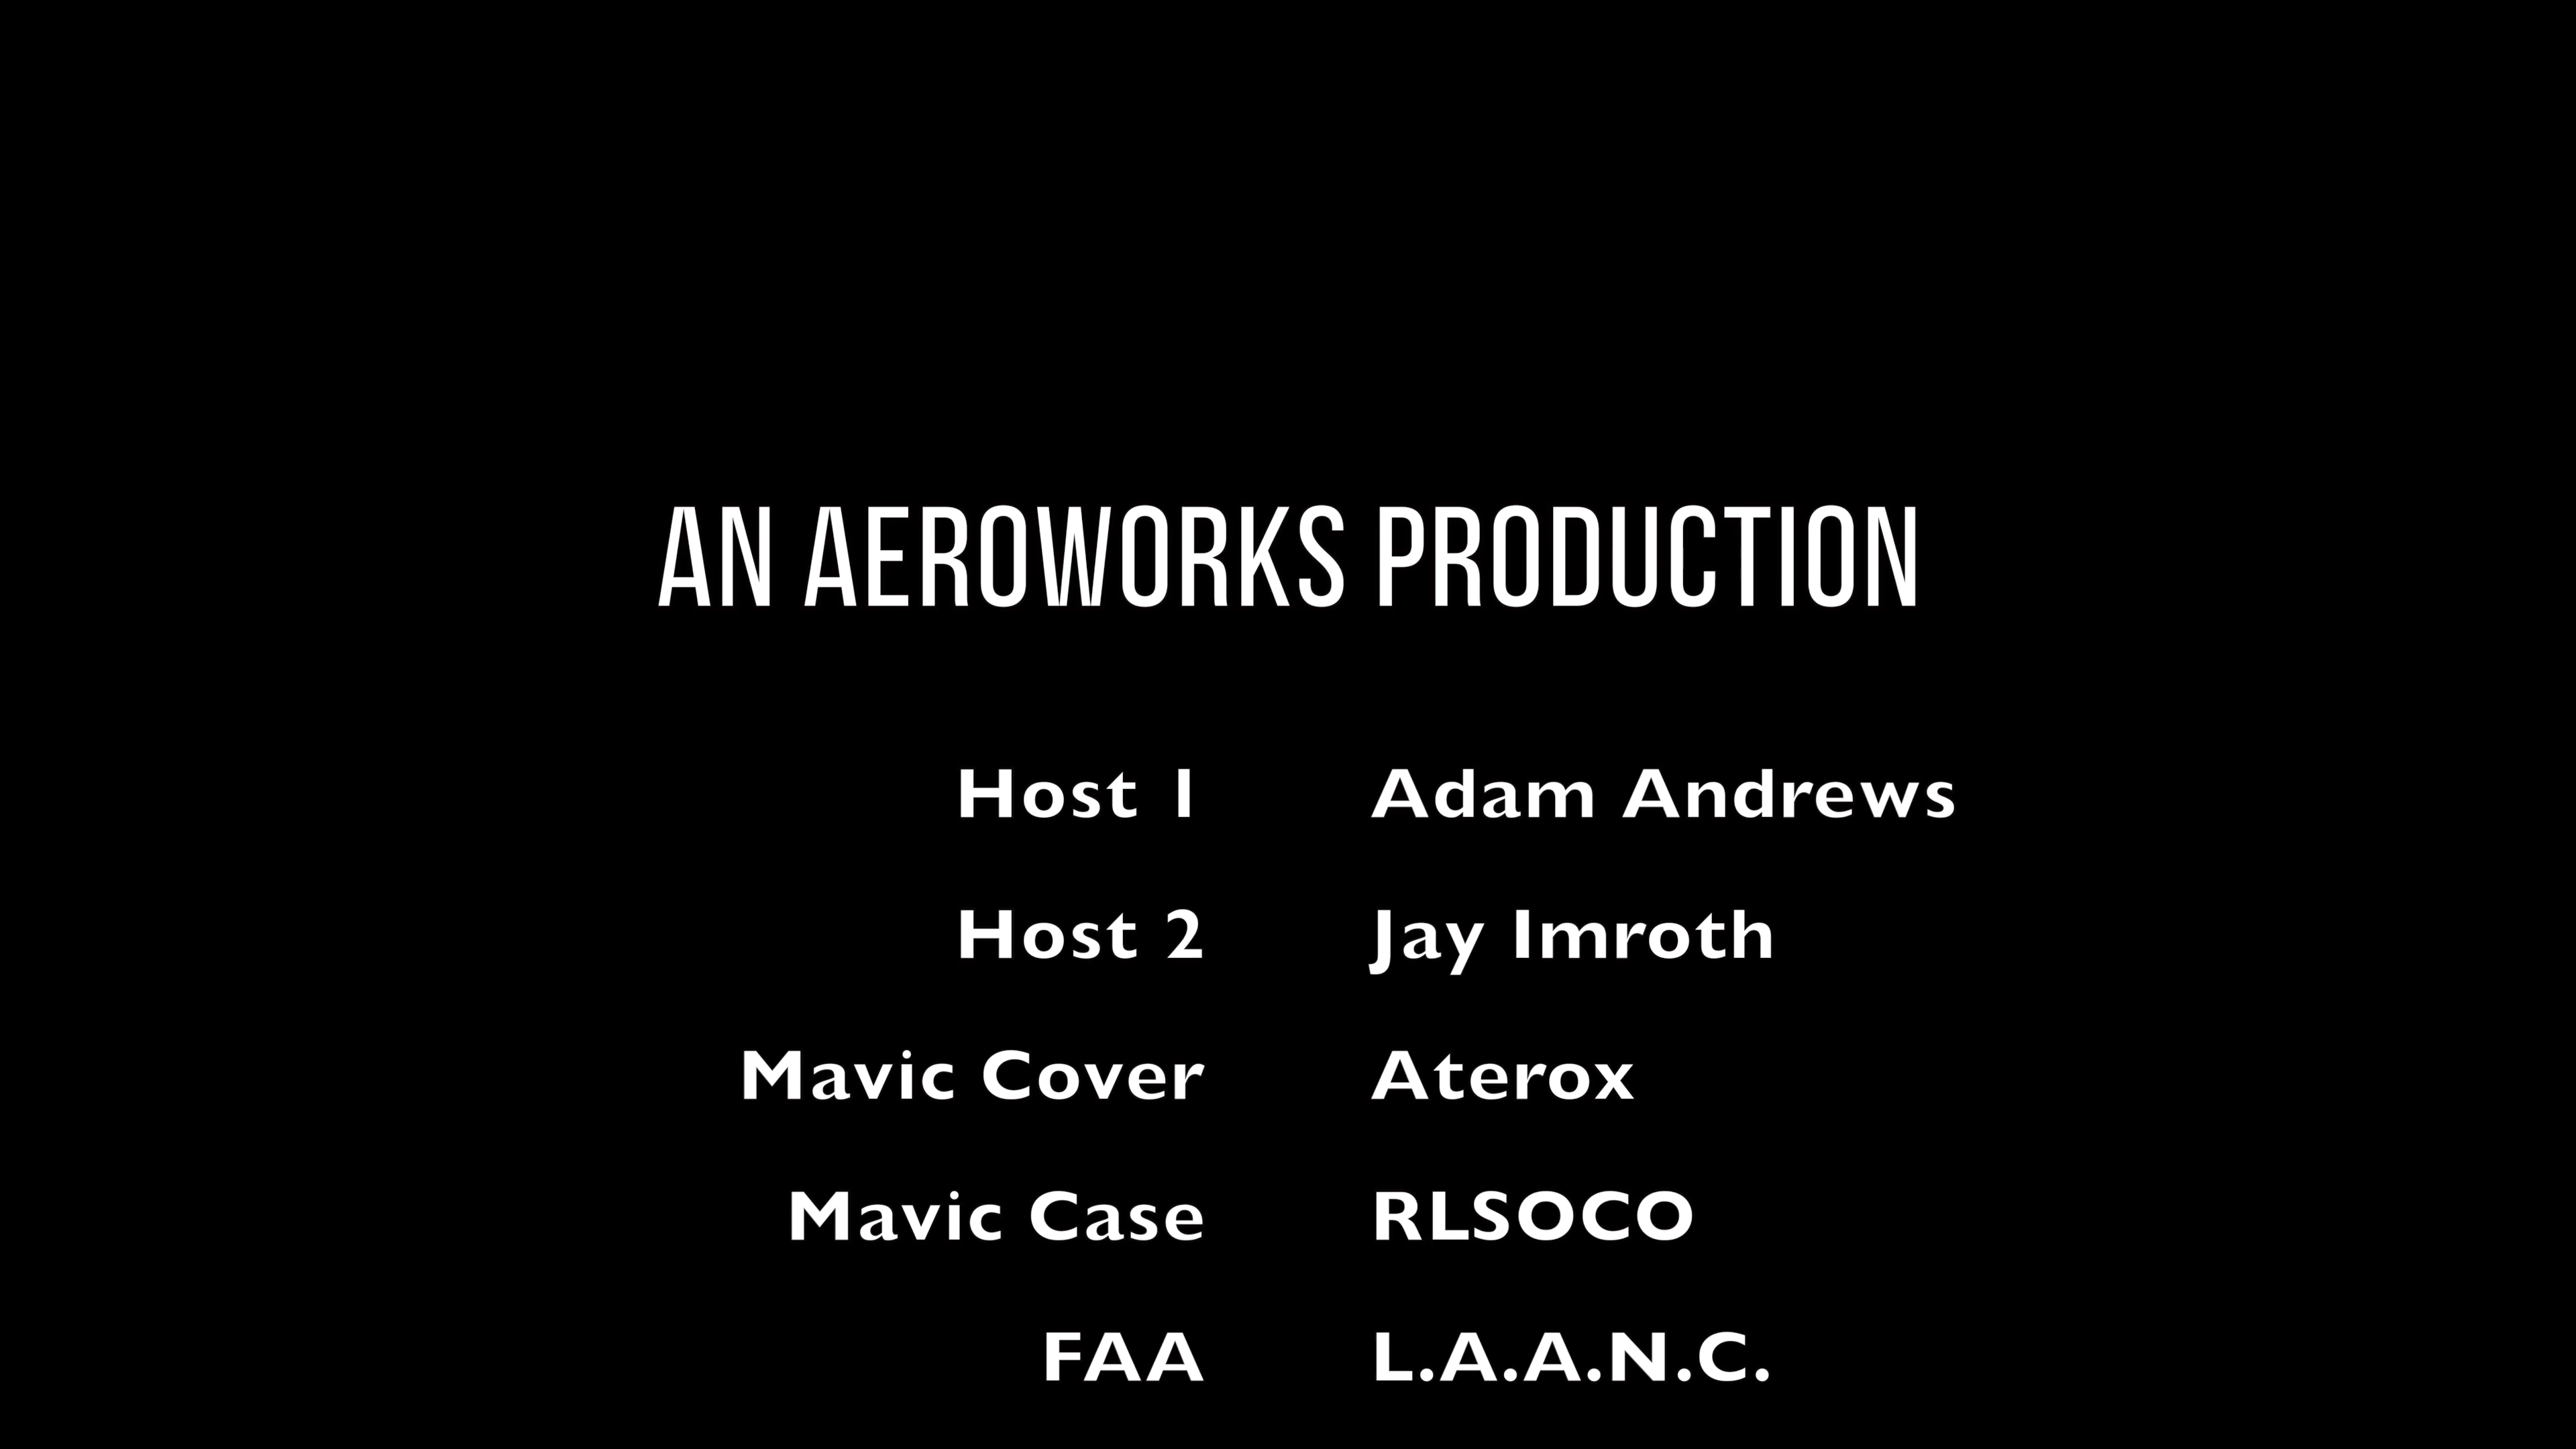 AN AEROWORKS PRODUCTION
Host 1 Adam Andrews
Host 2 Jay Imroth
Mavic Cover Aterox
Mavic Case RLSOCO
FAA L.A.A.N.C.